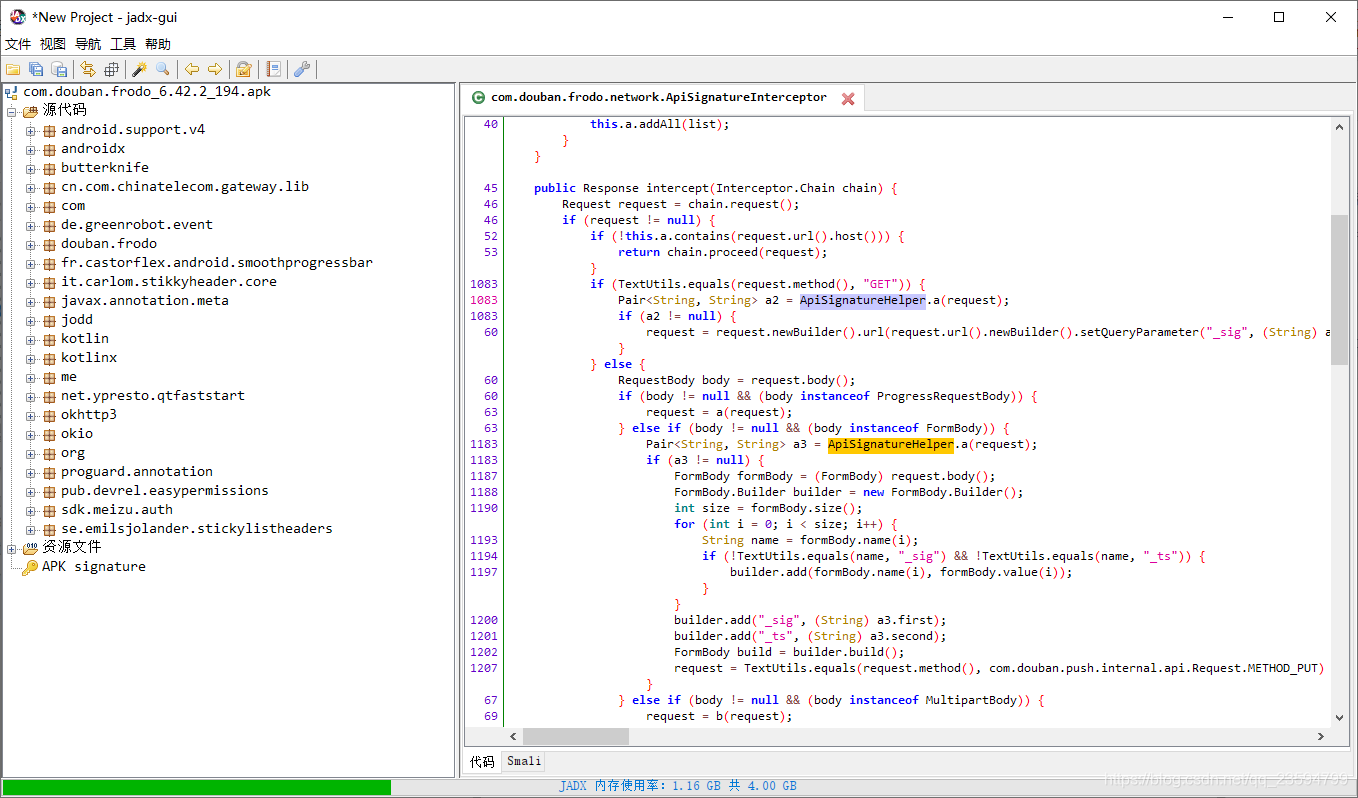 *New Project - jadx-gui
文件 视图 导航 工具 帮助
com.douban.frodo_6.42.2_194.apk
源代码
android.support.v4
androidx
butterknife
cn.com.chinatelecom.gateway.lib
com
de.greenrobot.event
douban.frodo
fr.castorflex.android.smoothprogressbar
it.carlom.stikkyheader.core
javax.annotation.meta
jodd
kotlin
kotlinx
me
net.ypresto.qtfaststart
okhttp3
okio
org
proguard.annotation
pub.devrel.easypermissions
sdk.meizu.auth
se.emilsjolander.stickylistheaders
资源文件
APK signature
com.douban.frodo.network.ApiSignatureInterceptor
40 this.a.addAll(list);
}
}
45 public Response intercept(Interceptor.Chain chain) {
46 Request request = chain.request();
46 if (request != null) {
52 if (!this.a.contains(request.url().host())) {
53 return chain.proceed(request);
}
1083 if (TextUtils.equals(request.method(), "GET")) {
1083 Pair<String, String> a2 = ApiSignatureHelper.a(request);
1083 if (a2 != null) {
60 request = request.newBuilder().url(request.url().newBuilder().setQueryParameter("_sig", (String) a
}
} else {
60 RequestBody body = request.body();
60 if (body != null && (body instanceof ProgressRequestBody)) {
63 request = a(request);
63 } else if (body != null && (body instanceof FormBody)) {
1183 Pair<String, String> a3 = ApiSignatureHelper.a(request);
1183 if (a3 != null) {
1187 FormBody formBody = (FormBody) request.body();
1188 FormBody.Builder builder = new FormBody.Builder();
1190 int size = formBody.size();
for (int i = 0; i < size; i++) {
1193 String name = formBody.name(i);
1194 if (!TextUtils.equals(name, "_sig") && !TextUtils.equals(name, "_ts")) {
1197 builder.add(formBody.name(i), formBody.value(i));
}
}
1200 builder.add("_sig", (String) a3.first);
1201 builder.add("_ts", (String) a3.second);
1202 FormBody build = builder.build();
1207 request = TextUtils.equals(request.method(), com.douban.push.internal.api.Request.METHOD_PUT)
}
67 } else if (body != null && (body instanceof MultipartBody)) {
69 request = b(request);
代码 Smali
JADX 内存使用率: 1.16 GB 共 4.00 GB
https://blog.csdn.net/qq_23594799